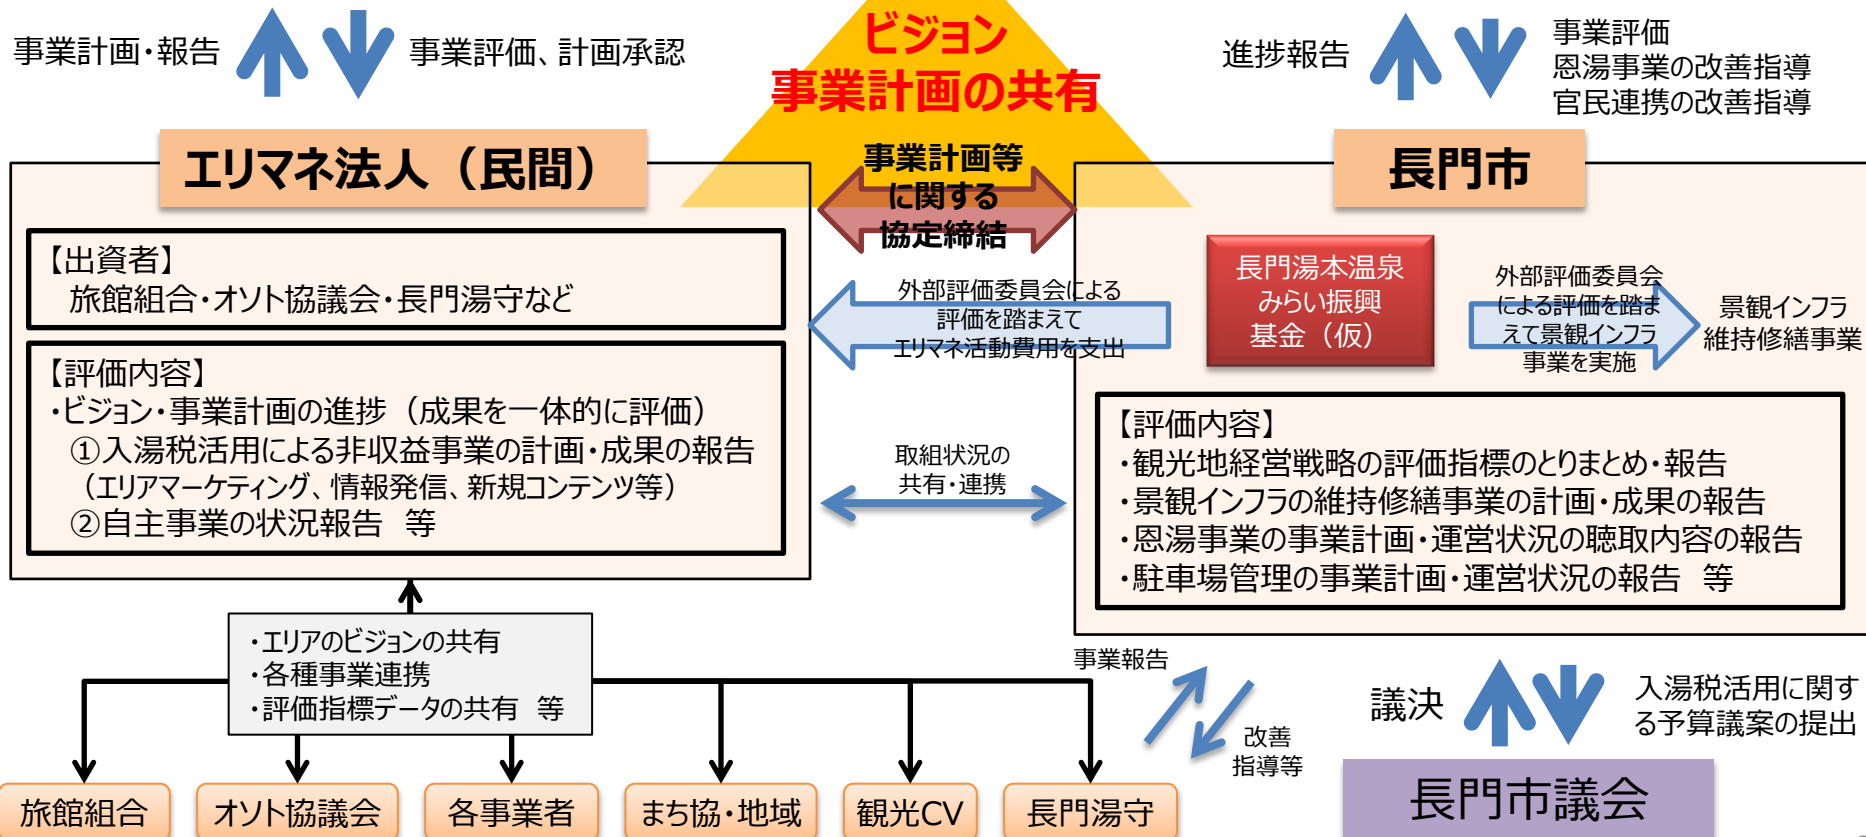 事業計画・報告
事業評価、計画承認
ビジョン
事業計画の共有
進捗報告
事業評価
恩湯事業の改善指導
官民連携の改善指導
エリマネ法人（民間）
事業計画等
に関する
協定締結
長門市
【出資者】
旅館組合・オソト協議会・長門湯守など
外部評価委員会による
評価を踏まえて
エリマネ活動費用を支出
長門湯本温泉
みらい振興
基金（仮）
外部評価委員会
による評価を踏ま
えて景観インフラ
事業を実施
景観インフラ
維持修繕事業
【評価内容】
・ビジョン・事業計画の進捗（成果を一体的に評価）
①入湯税活用による非収益事業の計画・成果の報告
（エリアマーケティング、情報発信、新規コンテンツ等）
②自主事業の状況報告　等
取組状況の
共有・連携
【評価内容】
・観光地経営戦略の評価指標のとりまとめ・報告
・景観インフラの維持修繕事業の計画・成果の報告
・恩湯事業の事業計画・運営状況の聴取内容の報告
・駐車場管理の事業計画・運営状況の報告　等
・エリアのビジョンの共有
・各種事業連携
・評価指標データの共有　等
事業報告
改善
指導等
議決
入湯税活用に関す
る予算議案の提出
旅館組合
オソト協議会
各事業者
まち協・地域
観光CV
長門湯守
長門市議会